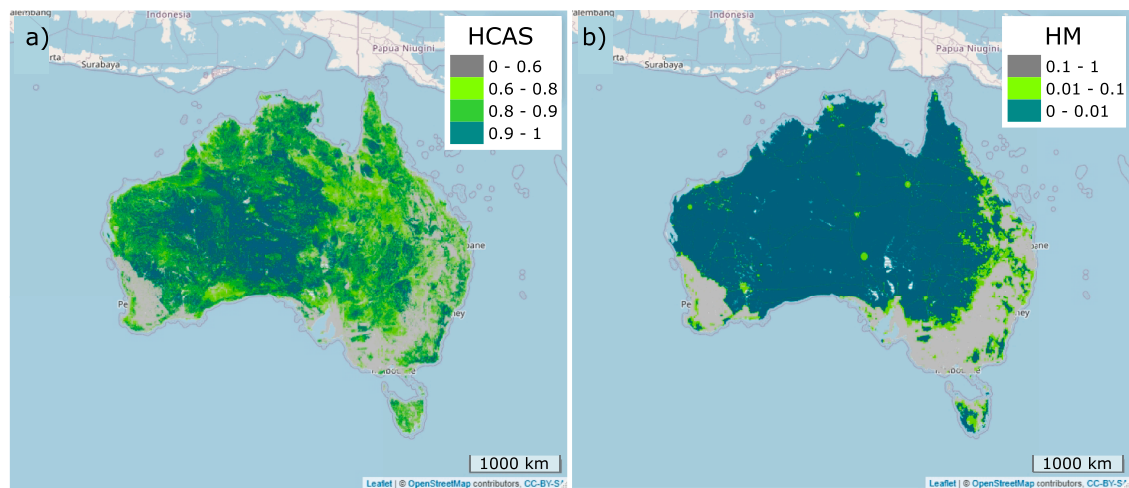 alembang
Indonesia
a)
HCAS
0 - 0.6
0.6 - 0.8
0.8 - 0.9
0.9 - 1
rta
Surabaya
Papua Niugini
ane
Pe
ney
1000 km
Leaflet | © OpenStreetMap contributors, CC-BY-SA
alembang
Indonesia
b)
HM
0.1 - 1
0.01 - 0.1
0 - 0.01
rta
Surabaya
Papua Niugini
ane
Pe
ney
1000 km
Leaflet | © OpenStreetMap contributors, CC-BY-SA